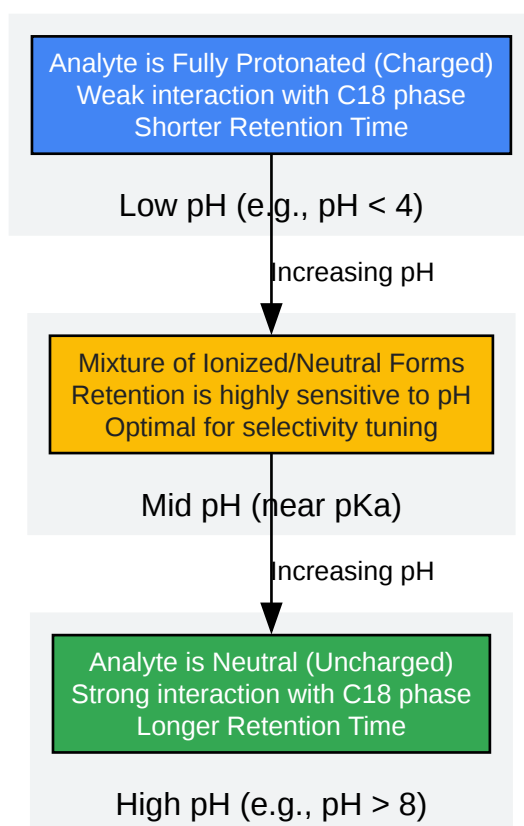 Analyte is Fully Protonated (Charged)
Weak interaction with C18 phase
Shorter Retention Time
Low pH (e.g., pH < 4)
Increasing pH
Mixture of Ionized/Neutral Forms
Retention is highly sensitive to pH
Optimal for selectivity tuning
Mid pH (near pKa)
Increasing pH
Analyte is Neutral (Uncharged)
Strong interaction with C18 phase
Longer Retention Time
High pH (e.g., pH > 8)